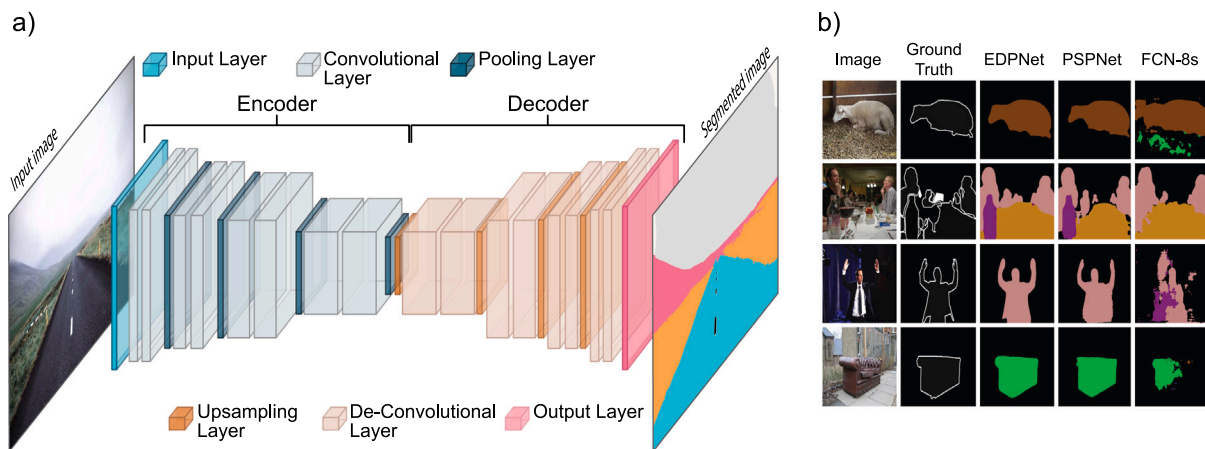 a)
Input Layer
Convolutional
Layer
Pooling Layer
Encoder
Decoder
Input image
Segmented image
Upsampling
Layer
De-Convolutional
Layer
Output Layer
b)
Image
Ground
Truth
EDPNet
PSPNet
FCN-8s